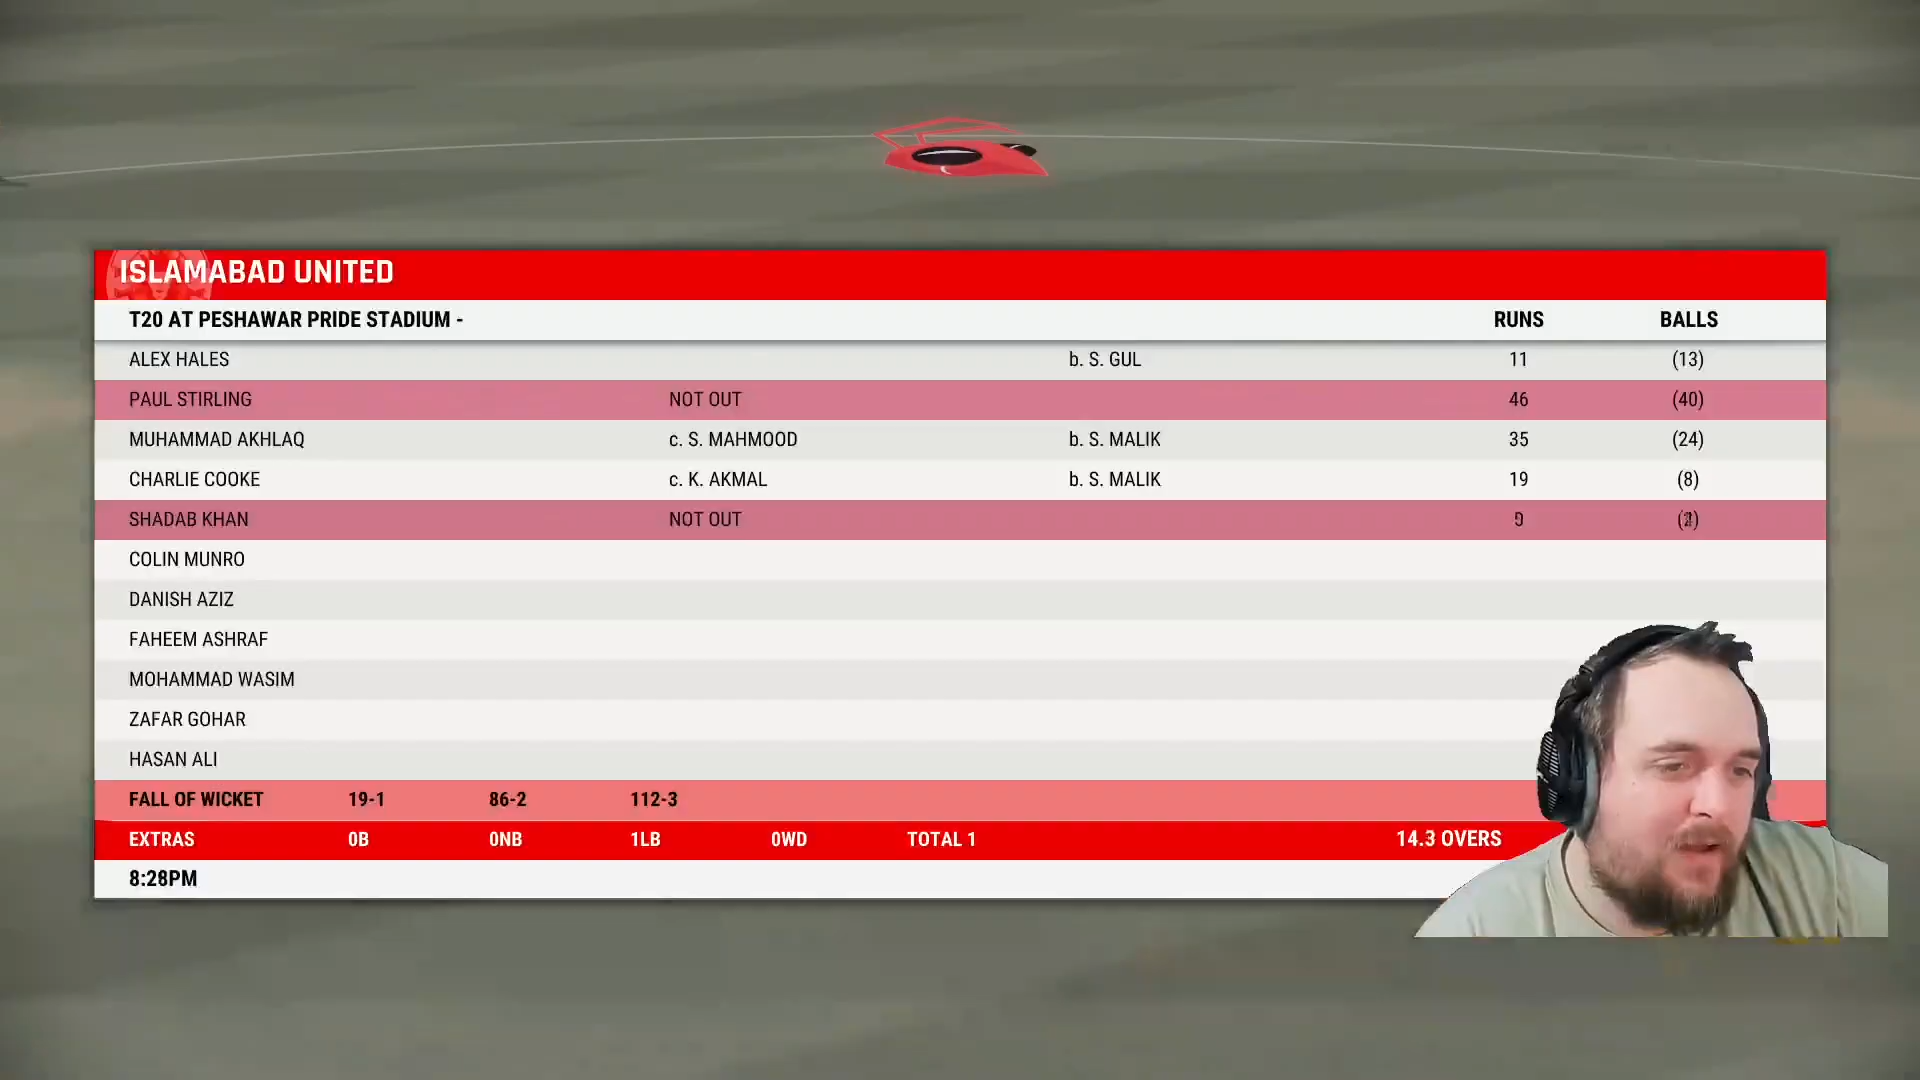 ISLAMABAD UNITED
T20 AT PESHAWAR PRIDE STADIUM - RUNS BALLS
ALEX HALES b. S. GUL 11 (13)
PAUL STIRLING NOT OUT 46 (40)
MUHAMMAD AKHLAQ c. S. MAHMOOD b. S. MALIK 35 (24)
CHARLIE COOKE c. K. AKMAL b. S. MALIK 19 (8)
SHADAB KHAN NOT OUT
COLIN MUNRO
DANISH AZIZ
FAHEEM ASHRAF
MOHAMMAD WASIM
ZAFAR GOHAR
HASAN ALI
FALL OF WICKET 19-1 86-2 112-3
EXTRAS 0B 0NB 1LB 0WD TOTAL 1 14.3 OVERS
8:28PM